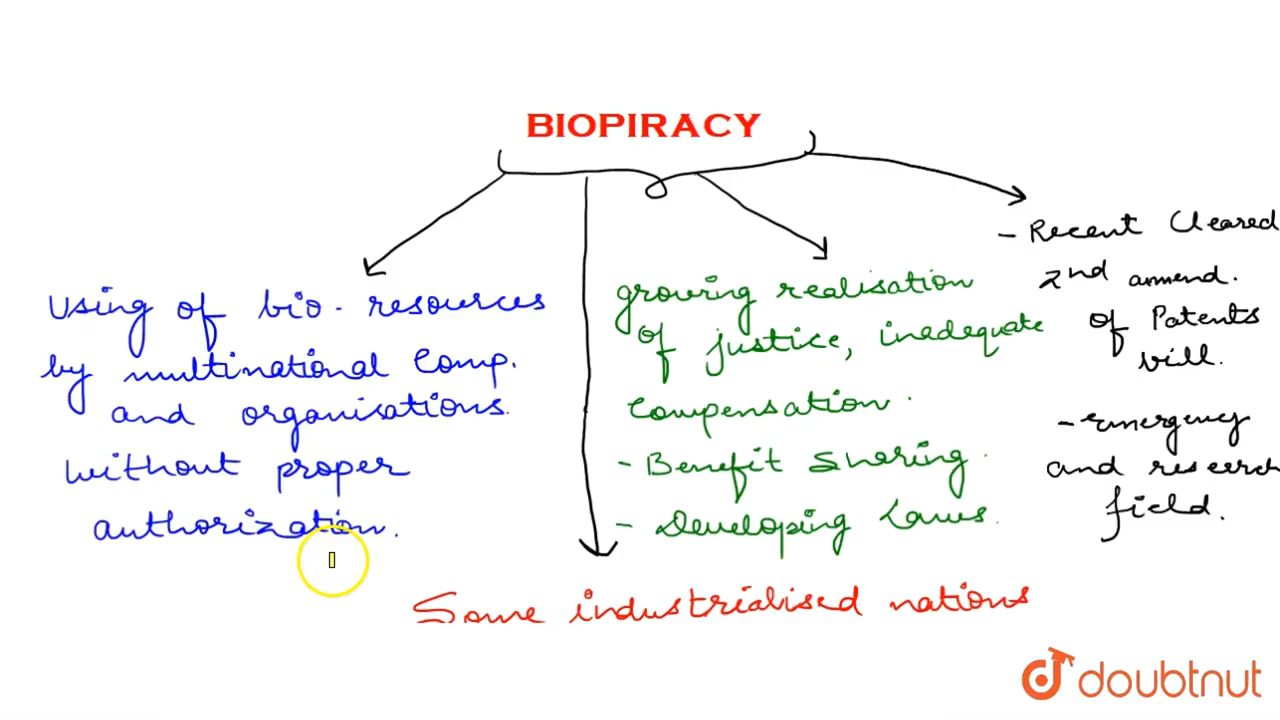 BIOPIRACY
Using of bio-resources
by multinational Comp.
and organisations.
without proper
authorization.
Some industrialised nations
growing realisation
of justice, inadequate
Compensation.
- Benefit Sharing.
- Developing Laws.
- Recent Cleared
2nd ammend.
of Patents
bill.
- Emergency
and research
field.
doubtnut